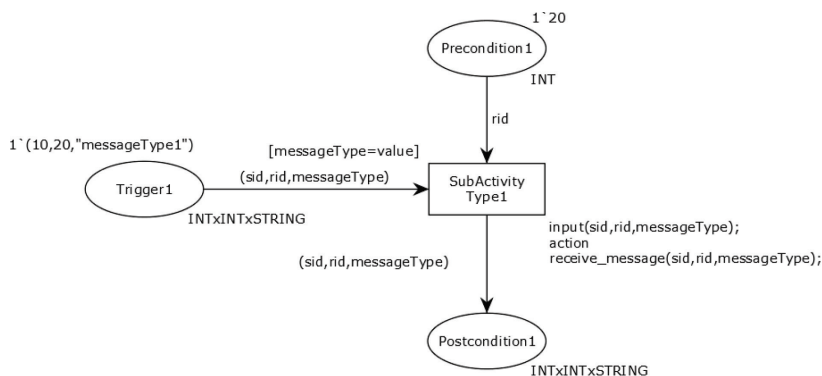 1`20
Precondition1
INT
rid
1`(10,20,"messageType1")
[messageType=value]
(sid,rid,messageType)
Trigger1
INTxINTxSTRING
SubActivity
Type1
input(sid,rid,messageType);
action
receive_message(sid,rid,messageType);
(sid,rid,messageType)
Postcondition1
INTxINTxSTRING